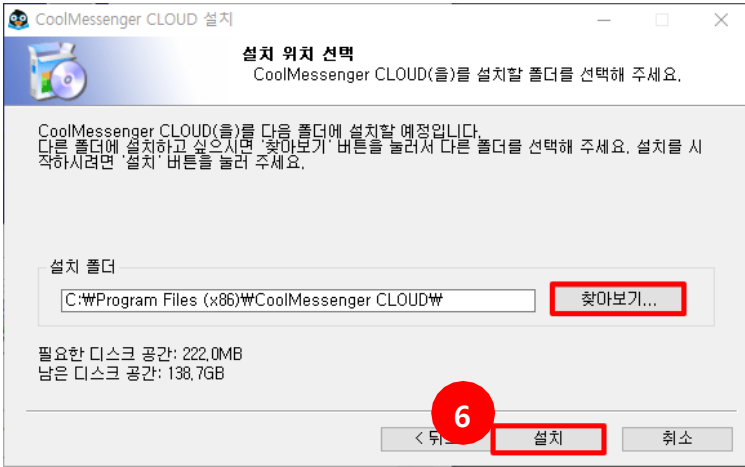 CoolMessenger CLOUD 설치
설치 위치 선택
CoolMessenger CLOUD(을)를 설치할 폴더를 선택해 주세요.
CoolMessenger CLOUD(을)를 다음 폴더에 설치할 예정입니다.
다른 폴더에 설치하고 싶으시면 '찾아보기' 버튼을 눌러서 다른 폴더를 선택해 주세요. 설치를 시
작하시려면 '설치' 버튼을 눌러 주세요.
설치 폴더
C:₩Program Files (x86)₩CoolMessenger CLOUD₩
찾아보기...
필요한 디스크 공간: 222.0MB
남은 디스크 공간: 138.7GB
6
<
설치
취소